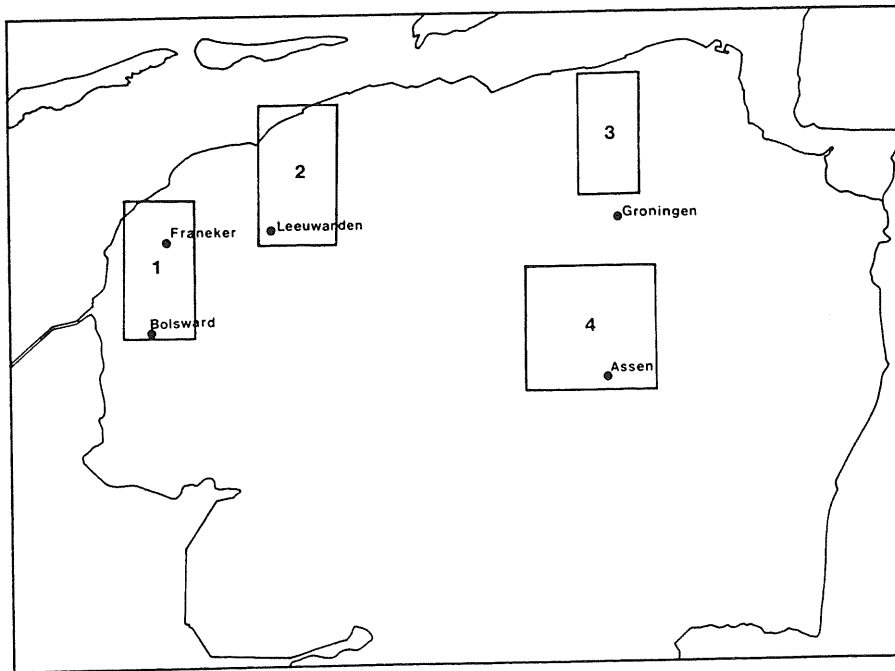 3
2
Groningen
Leeuwarden
Franeker
1
Bolsward
4
Assen